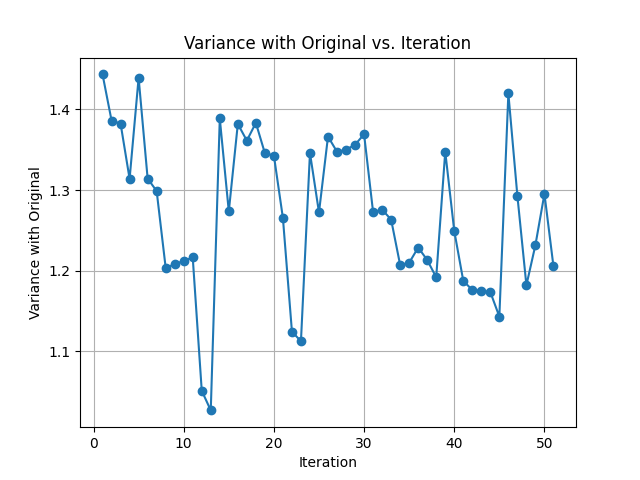 Variance with Original vs. Iteration
1.4
1.3
1.2
1.1
Variance with Original
0 10 20 30 40 50
Iteration